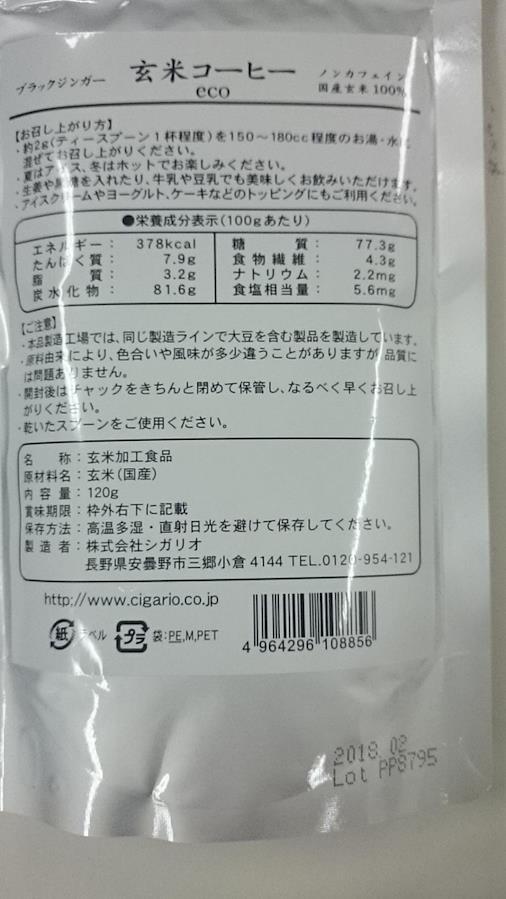 ブラックジンガー 玄米コーヒー ノンカフェイン
eco 国産玄米100%
【お召し上がり方】
・約2g(ティースプーン1杯程度)を150～180cc程度のお湯・水に
混ぜてお召し上がりください。
・夏はアイス、冬はホットでお楽しみください。
・生姜や黒糖を入れたり、牛乳や豆乳でも美味しくお飲みいただけます。
・アイスクリームやヨーグルト、ケーキなどのトッピングにもご利用ください。
●栄養成分表示(100gあたり)
エネルギー： 378kcal 糖質： 77.3g
たんぱく質： 7.9g 食物繊維： 4.3g
脂質： 3.2g ナトリウム： 2.2mg
炭水化物： 81.6g 食塩相当量： 5.6mg
【ご注意】
・本品製造工場では、同じ製造ラインで大豆を含む製品を製造しています。
・原料由来により、色合いや風味が多少違うことがありますが、品質に
は問題ありません。
・開封後はチャックをきちんと閉めて保管し、なるべく早くお召し上
がりください。
・乾いたスプーンをご使用ください。
名称：玄米加工食品
原材料名：玄米(国産)
内容量：120g
賞味期限：枠外右下に記載
保存方法：高温多湿・直射日光を避けて保存してください。
製造者：株式会社シガリオ
長野県安曇野市三郷小倉4144 TEL.0120-954-121
http://www.cigario.co.jp
紙 ラベル プラ 袋:PE,M,PET
4 964296 108856
2018.02
Lot PP8795